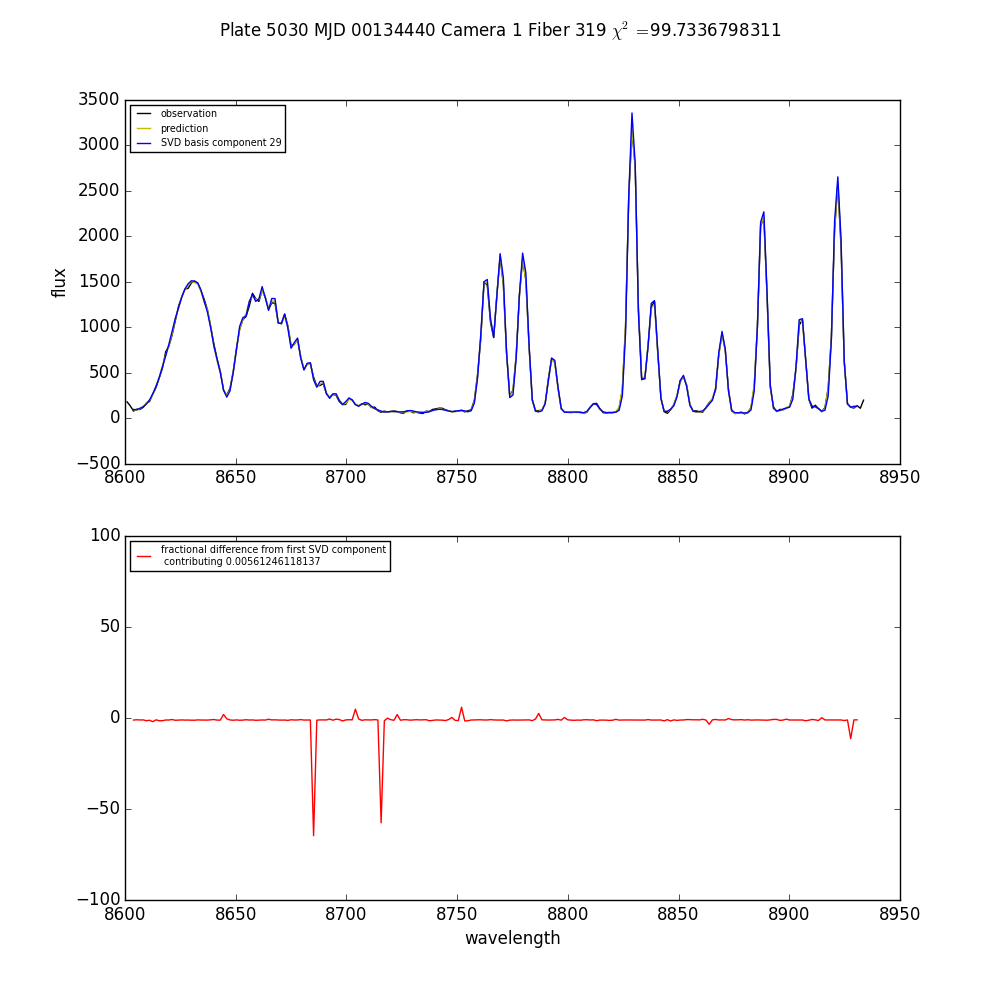 Plate 5030 MJD 00134440 Camera 1 Fiber 319 χ² =99.7336798311
3500
3000
2500
2000
1500
1000
500
0
−500
flux
observation
prediction
SVD basis component 29
8600 8650 8700 8750 8800 8850 8900 8950
100
50
0
−50
−100
fractional difference from first SVD component
contributing 0.00561246118137
8600 8650 8700 8750 8800 8850 8900 8950
wavelength